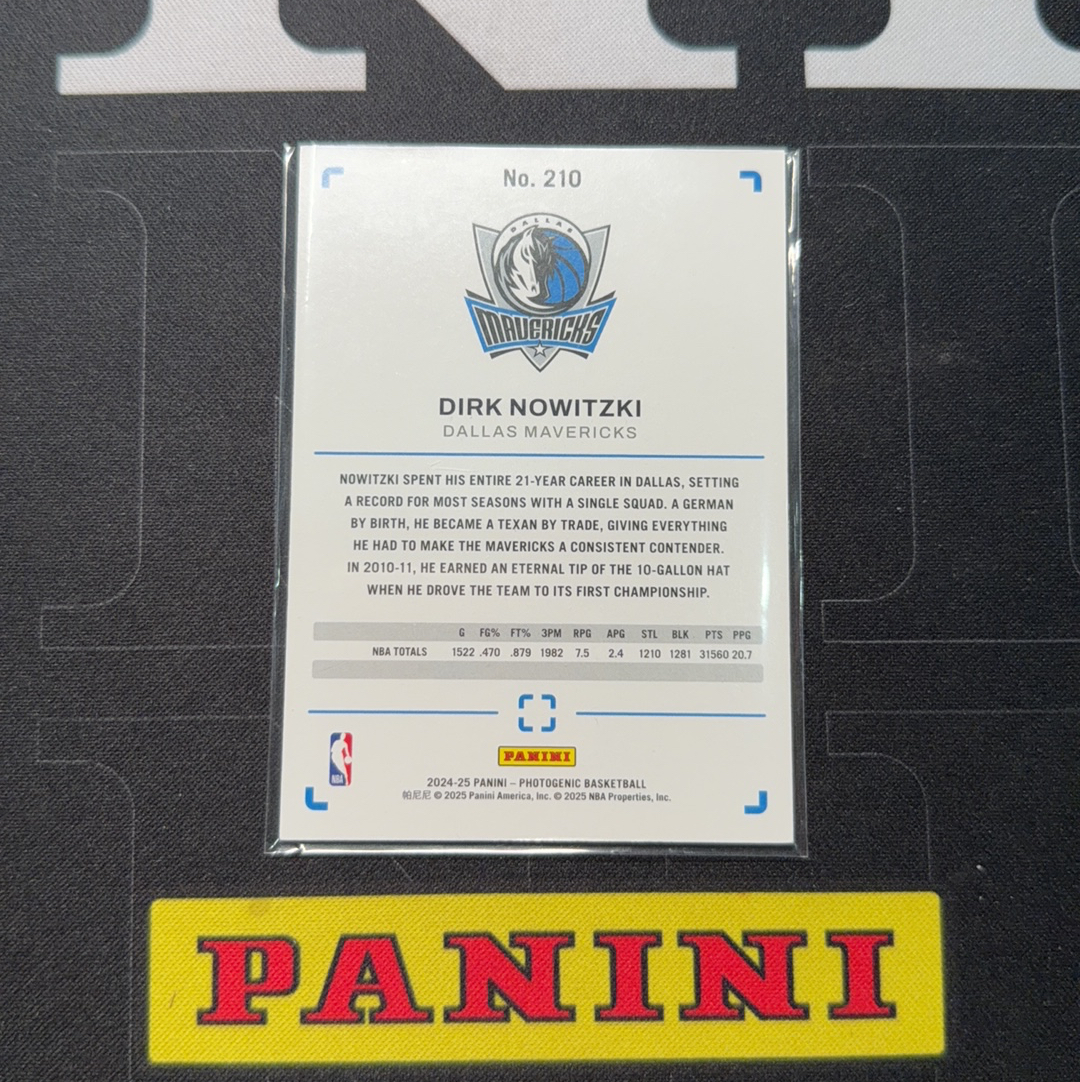 No. 210
DALLAS
MAVERICKS
DIRK NOWITZKI
DALLAS MAVERICKS
NOWITZKI SPENT HIS ENTIRE 21-YEAR CAREER IN DALLAS, SETTING
A RECORD FOR MOST SEASONS WITH A SINGLE SQUAD. A GERMAN
BY BIRTH, HE BECAME A TEXAN BY TRADE, GIVING EVERYTHING
HE HAD TO MAKE THE MAVERICKS A CONSISTENT CONTENDER.
IN 2010-11, HE EARNED AN ETERNAL TIP OF THE 10-GALLON HAT
WHEN HE DROVE THE TEAM TO ITS FIRST CHAMPIONSHIP.
G FG% FT% 3PM RPG APG STL BLK PTS PPG
NBA TOTALS 1522 .470 .879 1982 7.5 2.4 1210 1281 31560 20.7
NBA
PANINI
2024-25 PANINI – PHOTOGENIC BASKETBALL
帕尼尼 © 2025 Panini America, Inc. © 2025 NBA Properties, Inc.
PANINI